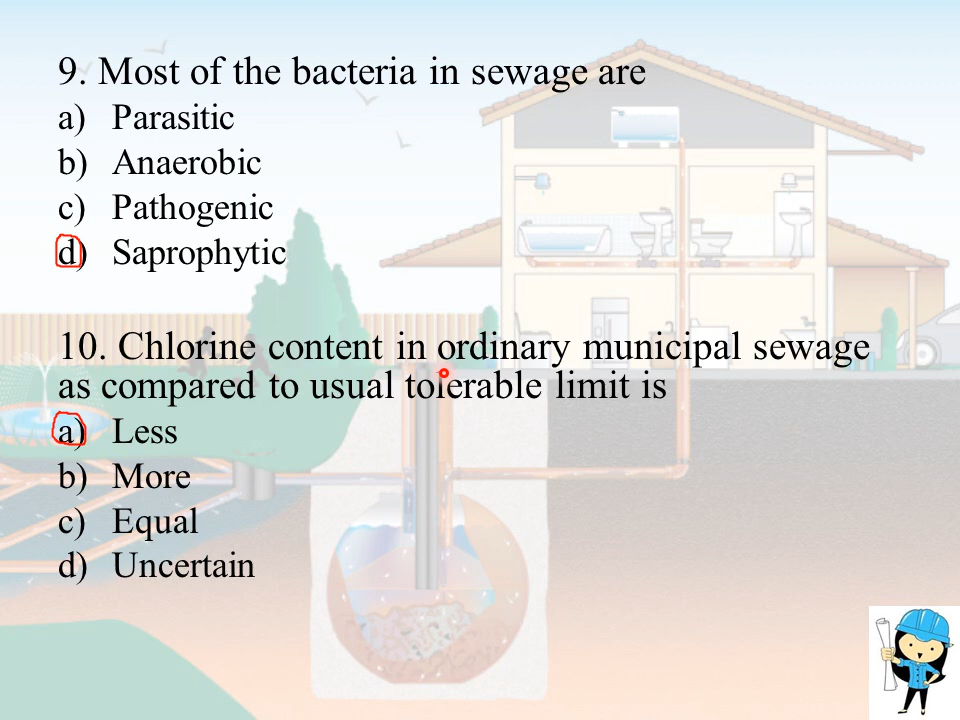 9. Most of the bacteria in sewage are
a) Parasitic
b) Anaerobic
c) Pathogenic
d) Saprophytic
10. Chlorine content in ordinary municipal sewage
as compared to usual tolerable limit is
a) Less
b) More
c) Equal
d) Uncertain